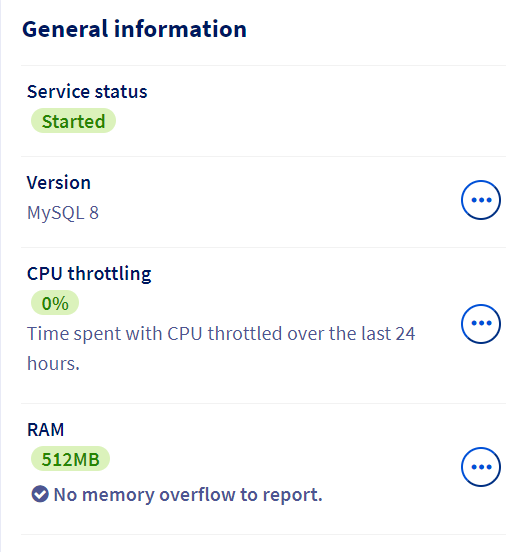 General information
Service status
Started
Version
MySQL 8
CPU throttling
0%
Time spent with CPU throttled over the last 24
hours.
RAM
512MB
No memory overflow to report.